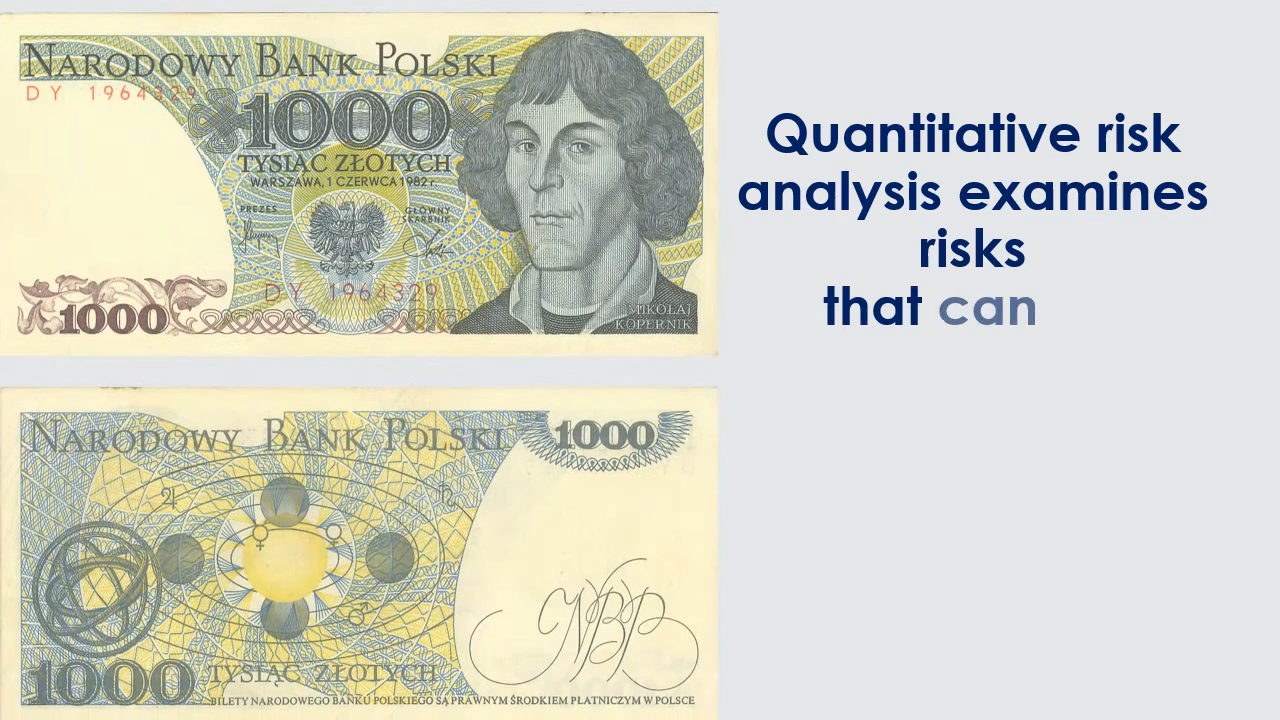 NARODOWY BANK POLSKI
DY 1964329
1000
TYSIĄC ZŁOTYCH
WARSZAWA, 1 CZERWCA 1982 r.
PREZES
GŁÓWNY
SKARBNIK
DY 1964329
1000
MIKOŁAJ
KOPERNIK
Quantitative risk
analysis examines
risks
that can
NARODOWY BANK POLSKI
1000
NBP
1000
TYSIĄC ZŁOTYCH
BILETY NARODOWEGO BANKU POLSKIEGO SĄ PRAWNYM ŚRODKIEM PŁATNICZYM W POLSCE